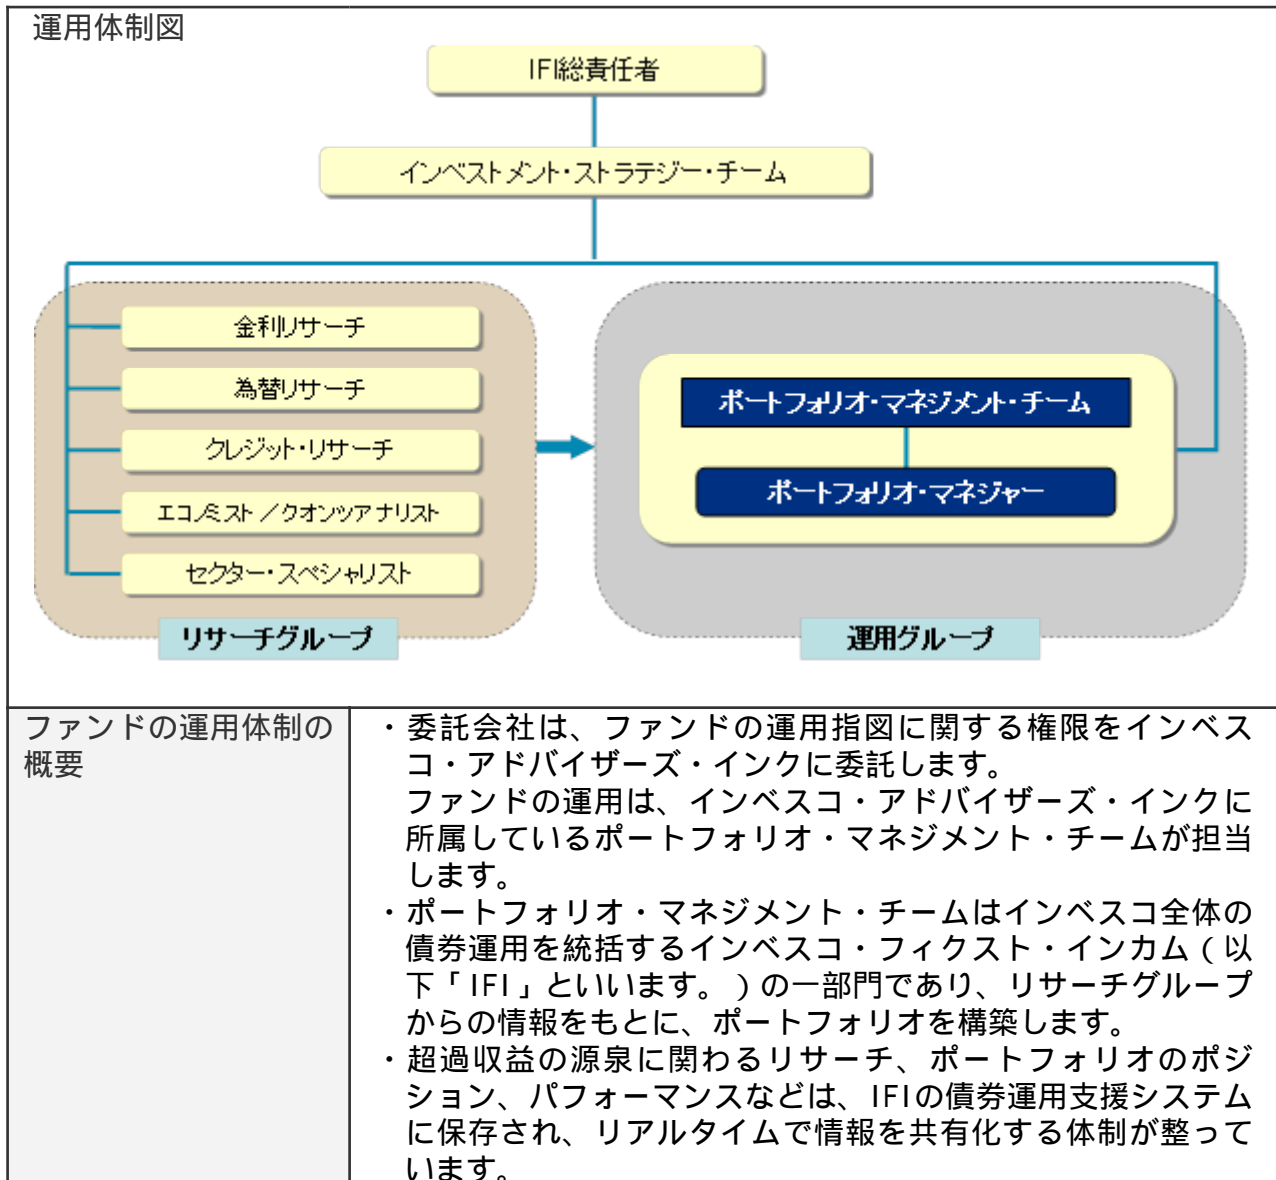 運用体制図
IFI総責任者
インベストメント・ストラテジー・チーム
金利リサーチ
為替リサーチ
クレジット・リサーチ
エコノミスト／クオンツアナリスト
セクター・スペシャリスト
リサーチグループ
ポートフォリオ・マネジメント・チーム
ポートフォリオ・マネジャー
運用グループ
ファンドの運用体制の
概要
・委託会社は、ファンドの運用指図に関する権限をインベス
コ・アドバイザーズ・インクに委託します。
ファンドの運用は、インベスコ・アドバイザーズ・インクに
所属しているポートフォリオ・マネジメント・チームが担当
します。
・ポートフォリオ・マネジメント・チームはインベスコ全体の
債券運用を統括するインベスコ・フィクスト・インカム（以
下「IFI」といいます。）の一部門であり、リサーチグループ
からの情報をもとに、ポートフォリオを構築します。
・超過収益の源泉に関わるリサーチ、ポートフォリオのポジ
ション、パフォーマンスなどは、IFIの債券運用支援システム
に保存され、リアルタイムで情報を共有化する体制が整って
います。